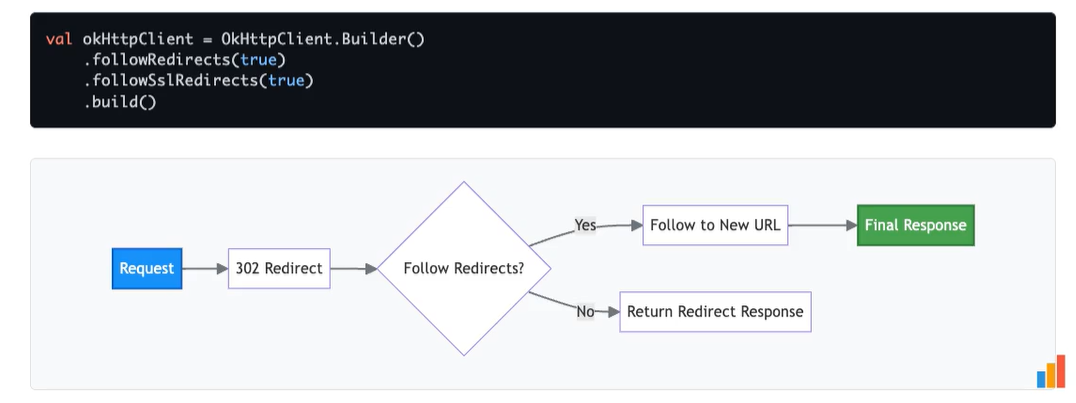 val okHttpClient = OkHttpClient.Builder()
    .followRedirects(true)
    .followSslRedirects(true)
    .build()
Request
302 Redirect
Follow Redirects?
Yes
Follow to New URL
Final Response
No
Return Redirect Response